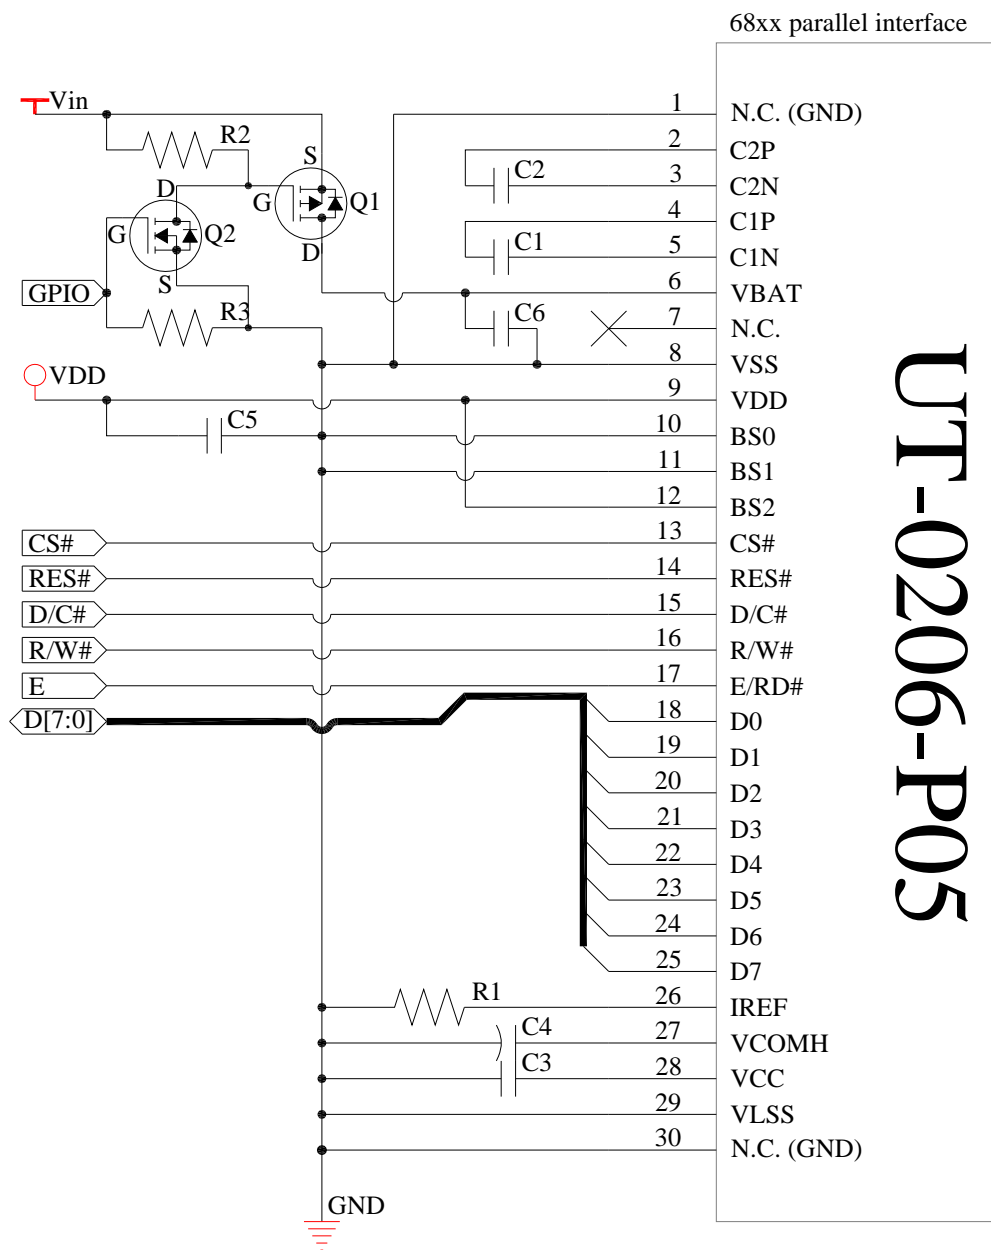 68xx parallel interface
Vin
R2
S
D
G
Q1
G
Q2
D
S
GPIO
R3
VDD
C5
C2
C1
C6
CS#
RES#
D/C#
R/W#
E
D[7:0]
R1
C4
C3
GND
1 N.C. (GND)
2 C2P
3 C2N
4 C1P
5 C1N
6 VBAT
7 N.C.
8 VSS
9 VDD
10 BS0
11 BS1
12 BS2
13 CS#
14 RES#
15 D/C#
16 R/W#
17 E/RD#
18 D0
19 D1
20 D2
21 D3
22 D4
23 D5
24 D6
25 D7
26 IREF
27 VCOMH
28 VCC
29 VLSS
30 N.C. (GND)
UT-0206-P05